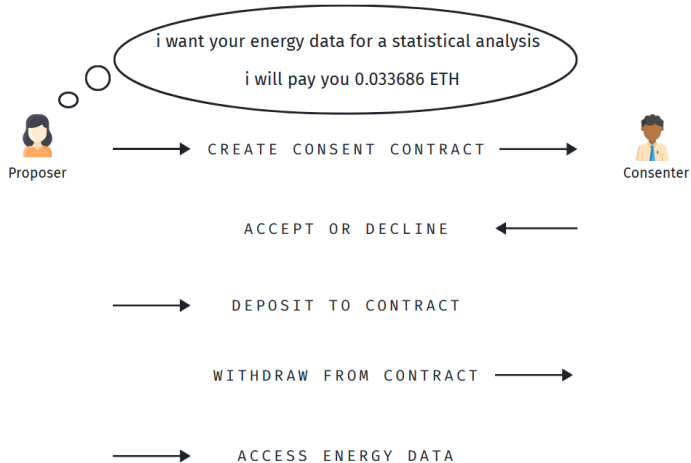 i want your energy data for a statistical analysis
i will pay you 0.033686 ETH
Proposer
CREATE CONSENT CONTRACT
Consenter
ACCEPT OR DECLINE
DEPOSIT TO CONTRACT
WITHDRAW FROM CONTRACT
ACCESS ENERGY DATA